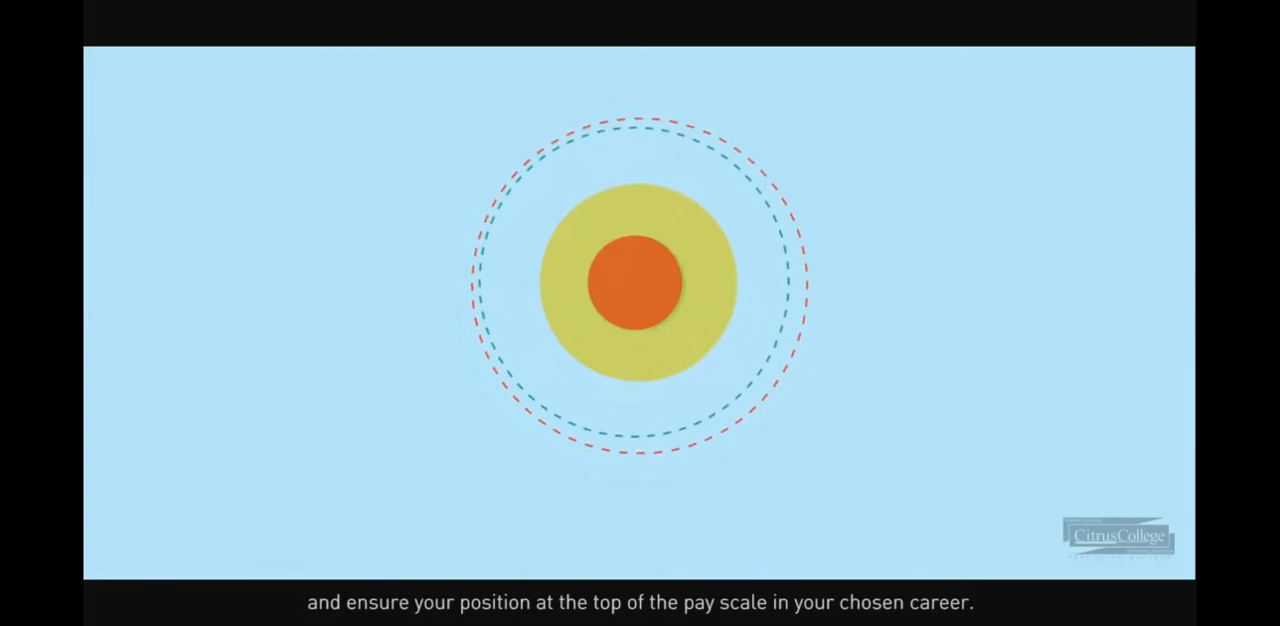 CitrusCollege
and ensure your position at the top of the pay scale in your chosen career.